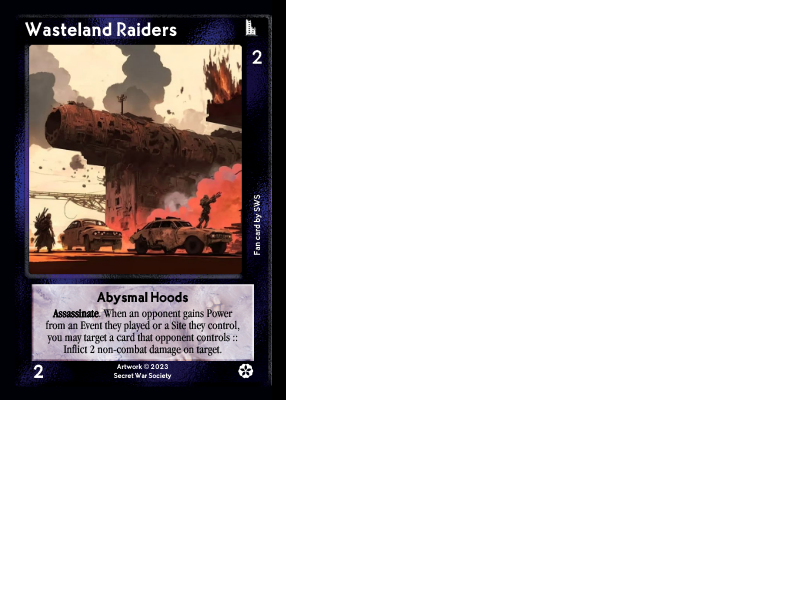 Wasteland Raiders
2
Fan card by SWS
Abysmal Hoods
Assassinate. When an opponent gains Power
from an Event they played or a Site they control,
you may target a card that opponent controls ::
Inflict 2 non-combat damage on target.
2
Artwork © 2023
Secret War Society